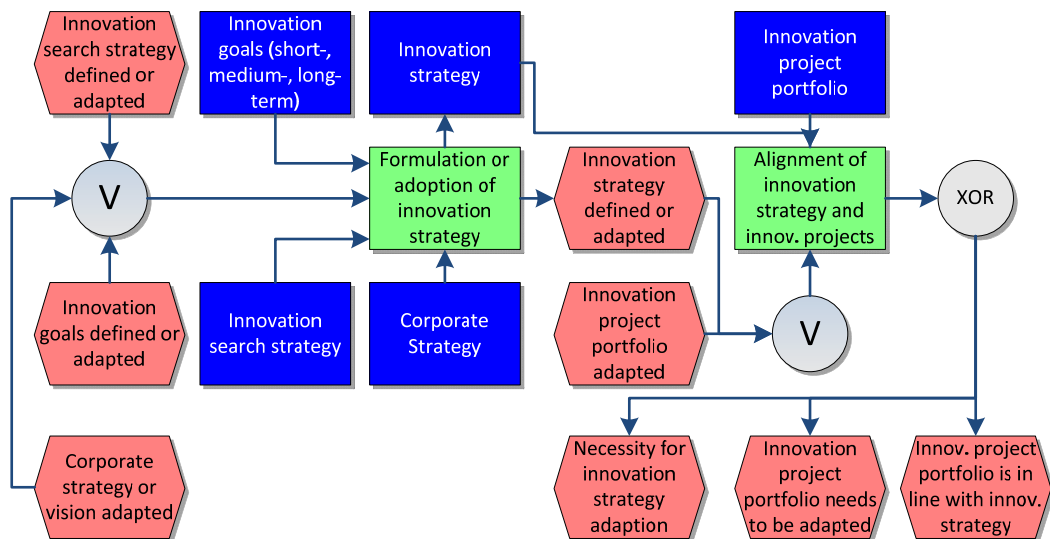 Innovation
search strategy
defined or
adapted
Innovation
goals (short-,
medium-, long-
term)
Innovation
strategy
Innovation
project
portfolio
V
Formulation or
adoption of
innovation
strategy
Innovation
strategy
defined or
adapted
Alignment of
innovation
strategy and
innov. projects
XOR
Innovation
goals defined or
adapted
Innovation
search strategy
Corporate
Strategy
Innovation
project
portfolio
adapted
V
Corporate
strategy or
vision adapted
Necessity for
innovation
strategy
adaption
Innovation
project
portfolio needs
to be adapted
Innov. project
portfolio is in
line with innov.
strategy